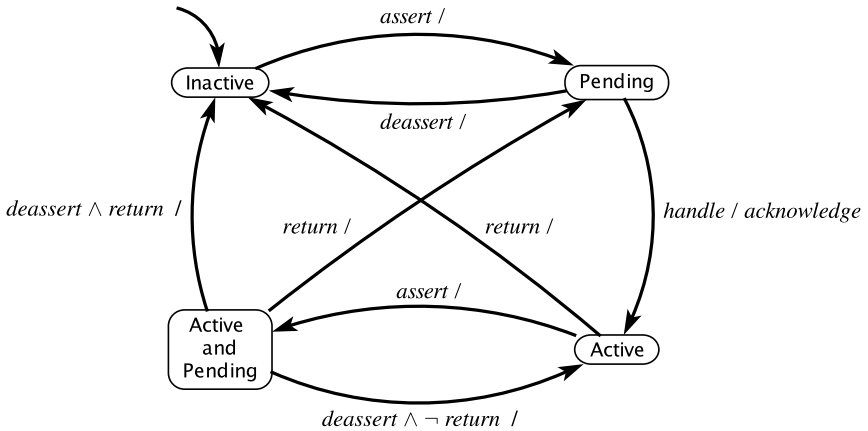 assert /
Inactive
Pending
deassert /
deassert ∧ return /
return /
return /
handle / acknowledge
assert /
Active
and
Pending
Active
deassert ∧ ¬ return /